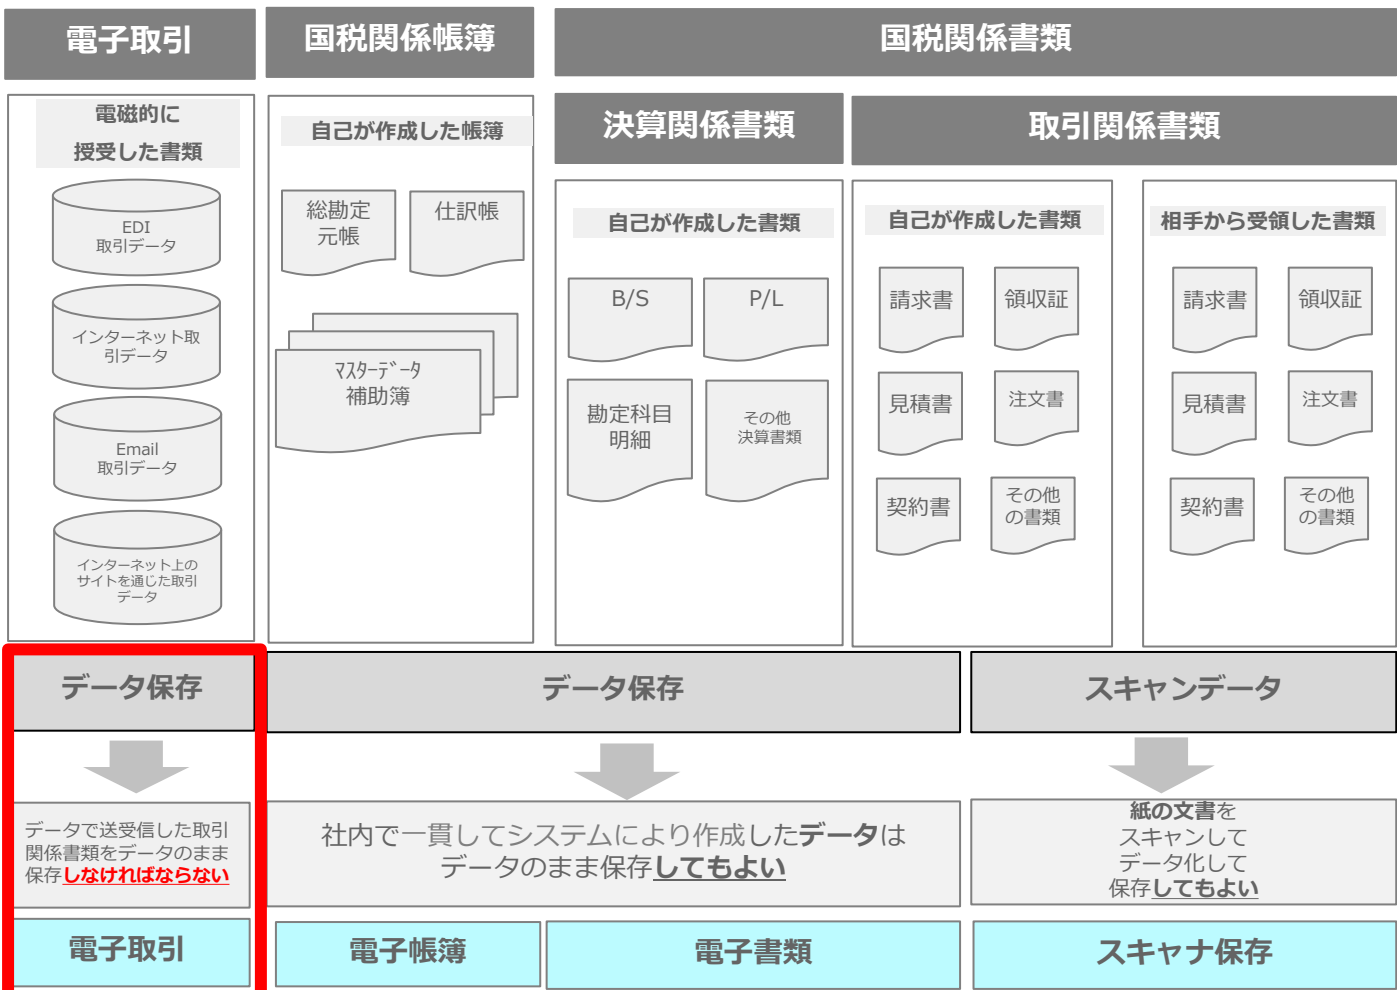 電子取引
国税関係帳簿
国税関係書類
電磁的に
授受した書類
EDI
取引データ
インターネット取
引データ
Email
取引データ
インターネット上の
サイトを通じた取引
データ
自己が作成した帳簿
総勘定
元帳
仕訳帳
ﾏｽﾀｰﾃﾞｰﾀ
補助簿
決算関係書類
自己が作成した書類
B/S
P/L
勘定科目
明細
その他
決算書類
取引関係書類
自己が作成した書類
請求書
領収証
見積書
注文書
契約書
その他
の書類
相手から受領した書類
請求書
領収証
見積書
注文書
契約書
その他
の書類
データ保存
データ保存
スキャンデータ
データで送受信した取引
関係書類をデータのまま
保存しなければならない
社内で一貫してシステムにより作成したデータは
データのまま保存してもよい
紙の文書を
スキャンして
データ化して
保存してもよい
電子取引
電子帳簿
電子書類
スキャナ保存